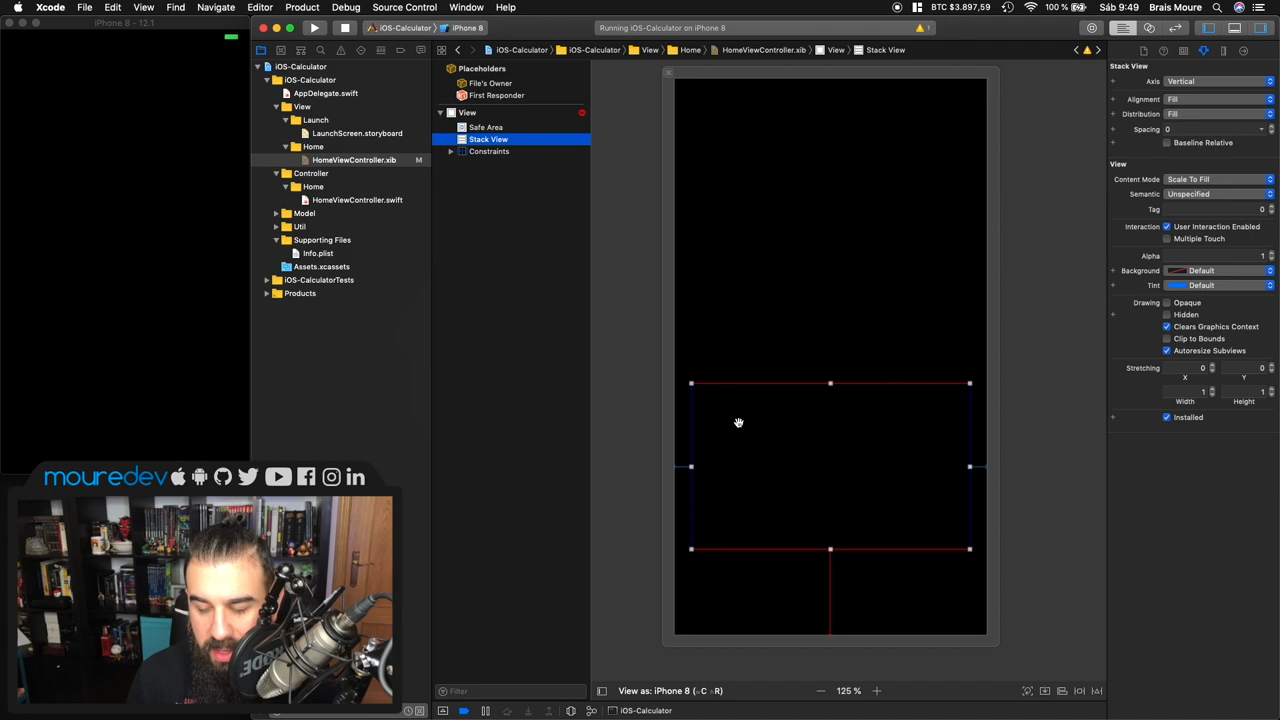 Xcode File Edit View Find Navigate Editor Product Debug Source Control Window Help
BTC $3.897,59 100 % Sáb 9:49 Brais Moure
iPhone 8 - 12.1
iOS-Calculator iPhone 8
Running iOS-Calculator on iPhone 8
1
iOS-Calculator
iOS-Calculator
AppDelegate.swift
View
Launch
LaunchScreen.storyboard
Home
HomeViewController.xib M
Controller
Home
HomeViewController.swift
Model
Util
Supporting Files
Info.plist
Assets.xcassets
iOS-CalculatorTests
Products
iOS-Calculator iOS-Calculator View Home HomeViewController.xib View Stack View
Placeholders
File's Owner
First Responder
View
Safe Area
Stack View
Constraints
Filter
View as: iPhone 8 (wC hR)
125 %
iOS-Calculator
Stack View
Axis Vertical
Alignment Fill
Distribution Fill
Spacing 0
Baseline Relative
View
Content Mode Scale To Fill
Semantic Unspecified
Tag 0
Interaction User Interaction Enabled
Multiple Touch
Alpha 1
Background Default
Tint Default
Drawing Opaque
Hidden
Clears Graphics Context
Clip to Bounds
Autoresize Subviews
Stretching 0 0
X Y
1 1
Width Height
Installed
mouredev
RODE